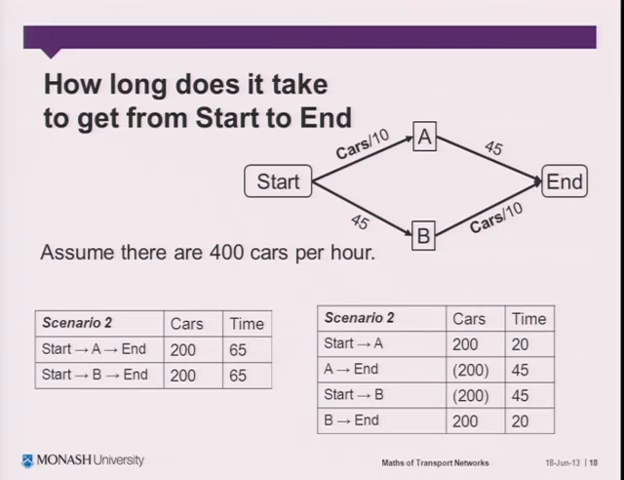 How long does it take
to get from Start to End
Cars/10
A
45
Start
End
45
B
Cars/10
Assume there are 400 cars per hour.
Scenario 2 Cars Time
Start → A → End 200 65
Start → B → End 200 65
Scenario 2 Cars Time
Start → A 200 20
A → End (200) 45
Start → B (200) 45
B → End 200 20
MONASH University
Maths of Transport Networks
18-Jun-13 | 18